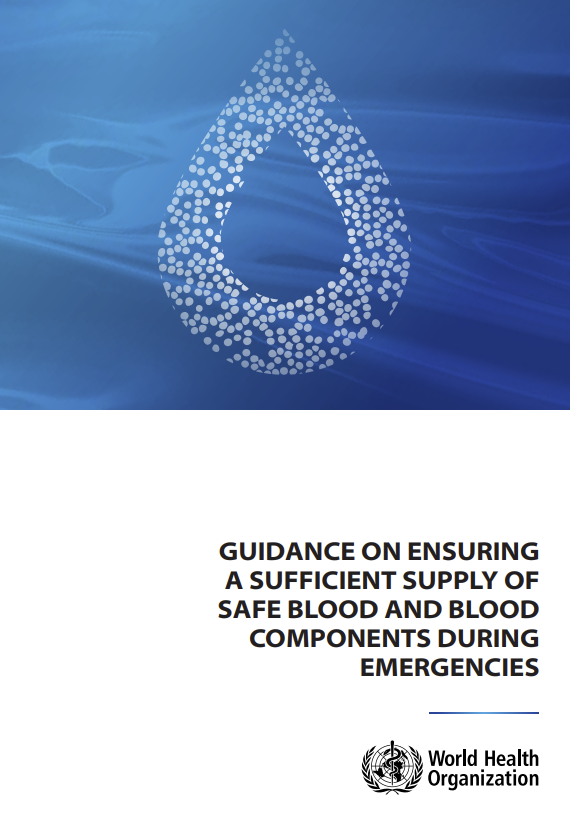 GUIDANCE ON ENSURING
A SUFFICIENT SUPPLY OF
SAFE BLOOD AND BLOOD
COMPONENTS DURING
EMERGENCIES
World Health
Organization